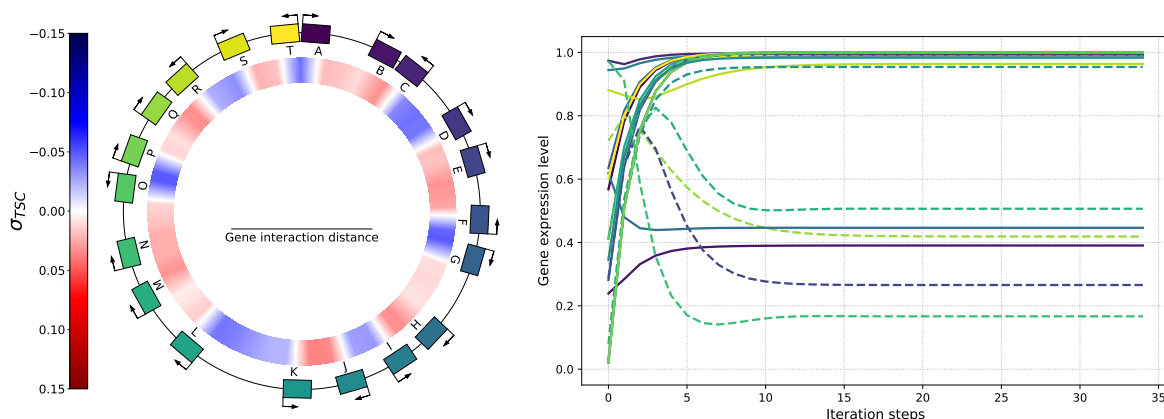 −0.15
−0.10
−0.05
0.00
0.05
0.10
0.15
σTSC
A
B
C
D
E
F
G
H
I
J
K
L
M
N
O
P
Q
R
S
T
Gene interaction distance
Gene expression level
1.0
0.8
0.6
0.4
0.2
0.0
0 5 10 15 20 25 30 35
Iteration steps